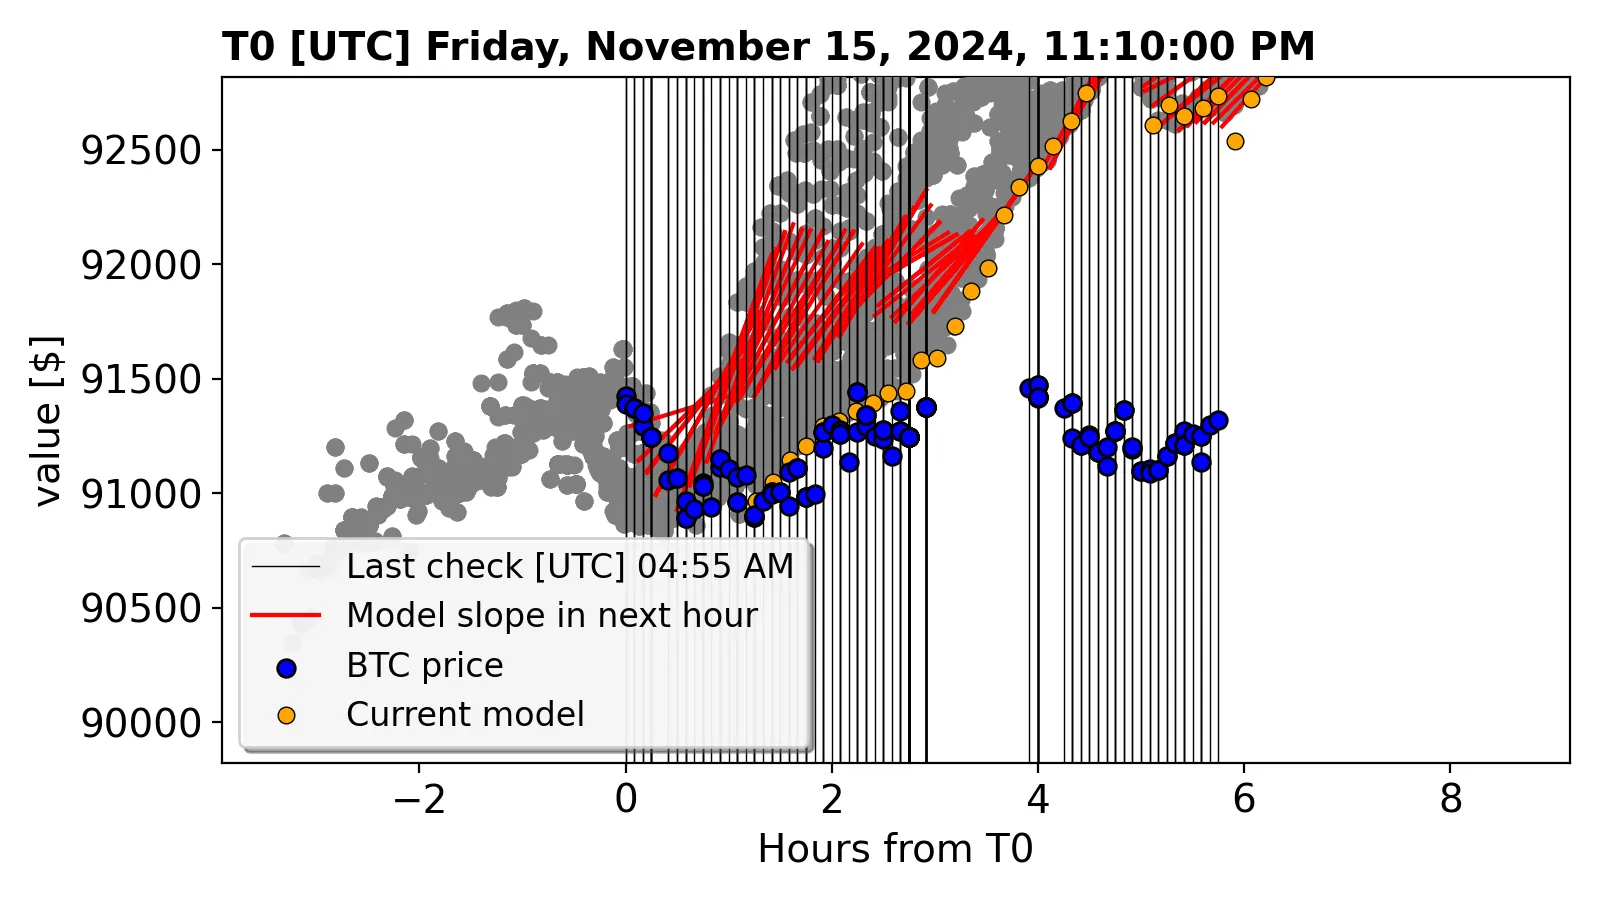 T0 [UTC] Friday, November 15, 2024, 11:10:00 PM
value [$]
92500
92000
91500
91000
90500
90000
Last check [UTC] 04:55 AM
Model slope in next hour
BTC price
Current model
−2 0 2 4 6 8
Hours from T0